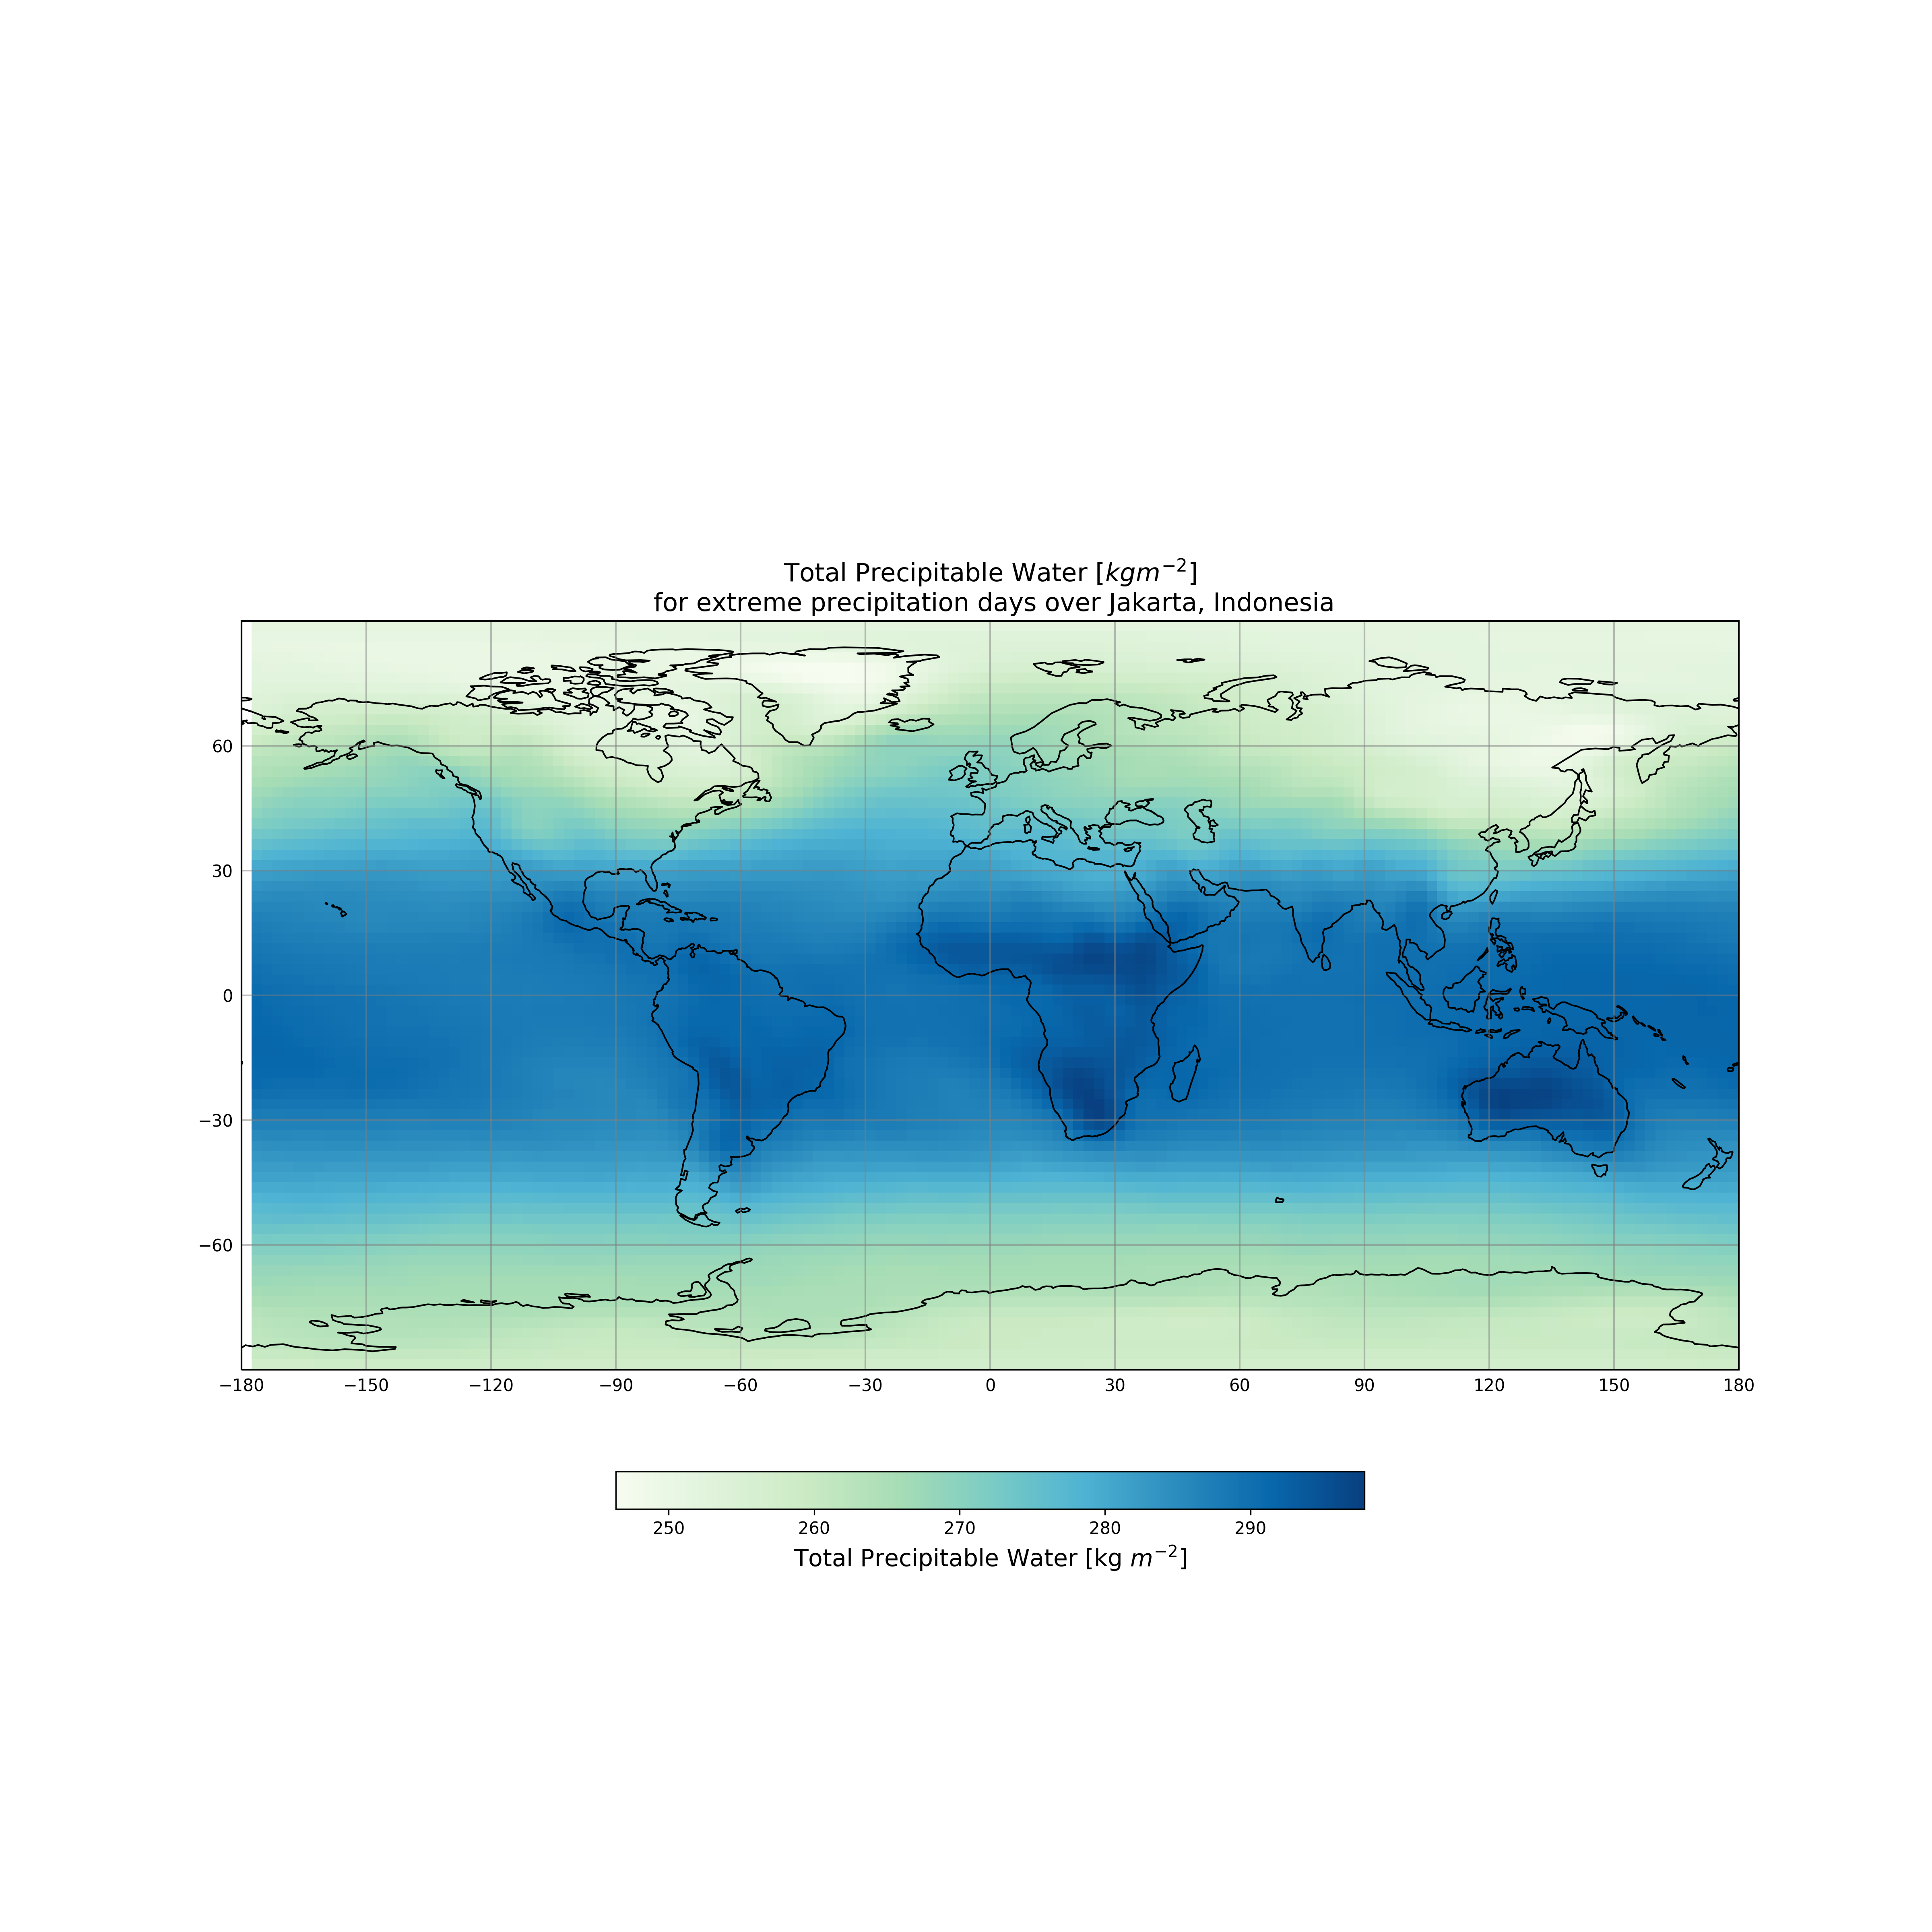 Total Precipitable Water [kgm⁻²]
for extreme precipitation days over Jakarta, Indonesia
60
30
0
−30
−60
−180 −150 −120 −90 −60 −30 0 30 60 90 120 150 180
250 260 270 280 290
Total Precipitable Water [kg m⁻²]